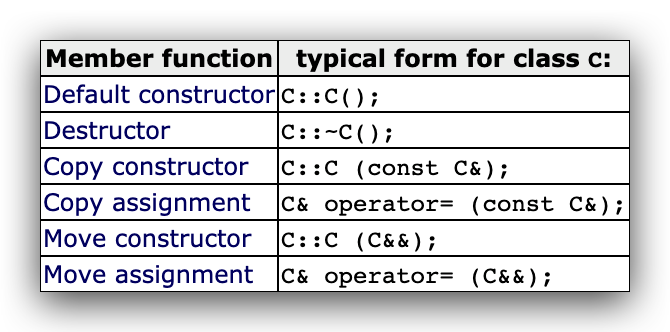 Member function typical form for class C:
Default constructor C::C();
Destructor C::~C();
Copy constructor C::C (const C&);
Copy assignment C& operator= (const C&);
Move constructor C::C (C&&);
Move assignment C& operator= (C&&);